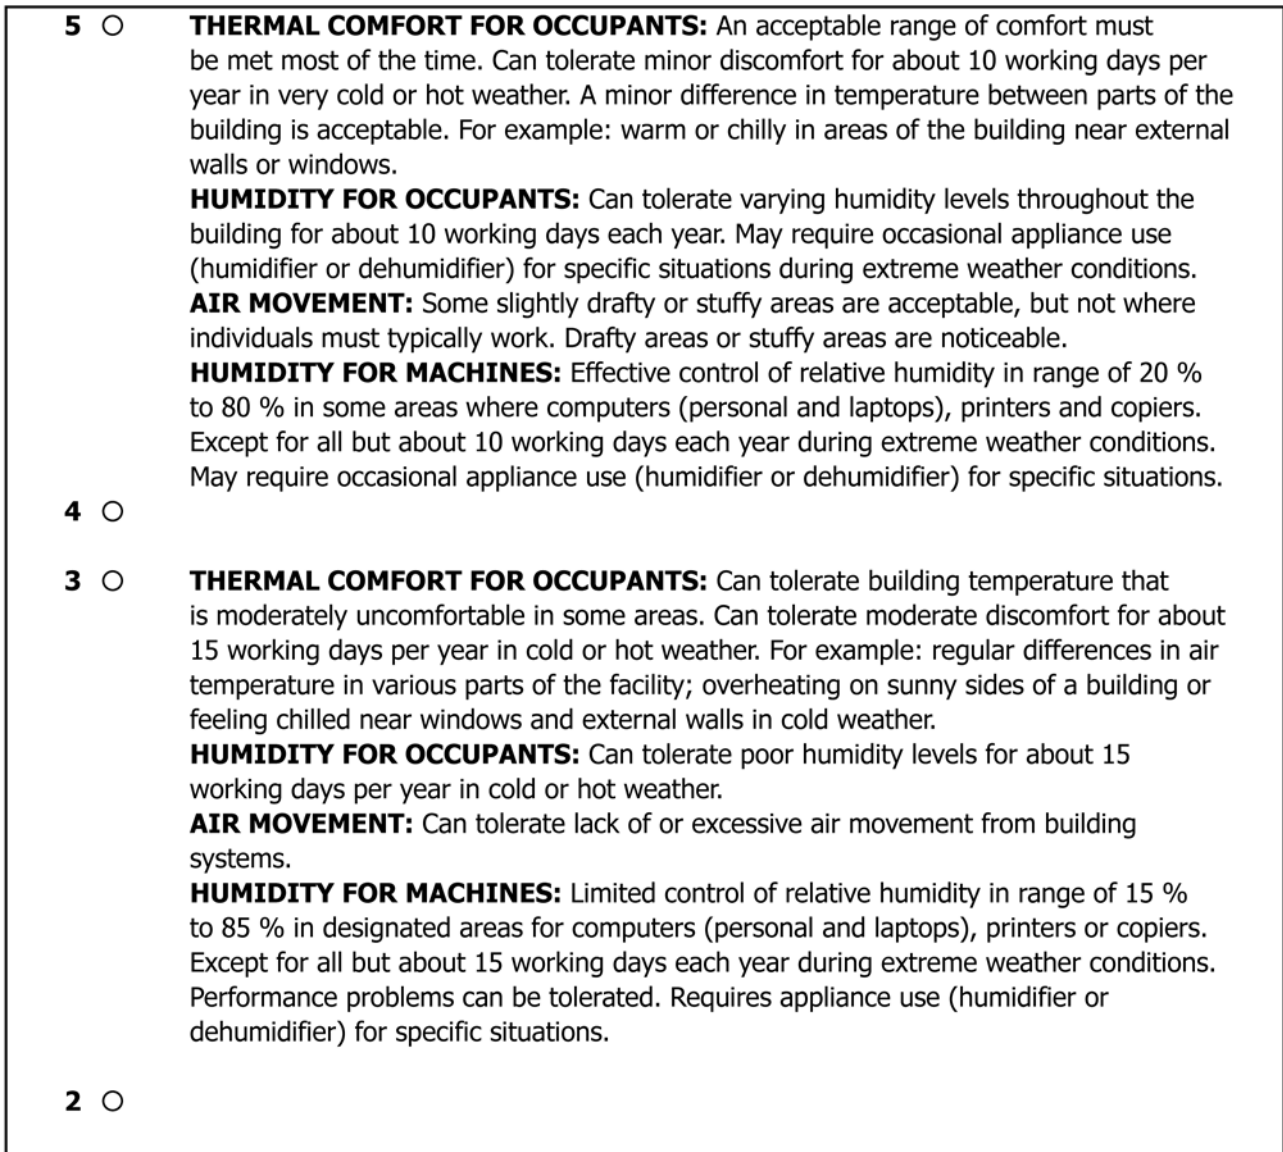 5 ○ THERMAL COMFORT FOR OCCUPANTS: An acceptable range of comfort must
be met most of the time. Can tolerate minor discomfort for about 10 working days per
year in very cold or hot weather. A minor difference in temperature between parts of the
building is acceptable. For example: warm or chilly in areas of the building near external
walls or windows.
HUMIDITY FOR OCCUPANTS: Can tolerate varying humidity levels throughout the
building for about 10 working days each year. May require occasional appliance use
(humidifier or dehumidifier) for specific situations during extreme weather conditions.
AIR MOVEMENT: Some slightly drafty or stuffy areas are acceptable, but not where
individuals must typically work. Drafty areas or stuffy areas are noticeable.
HUMIDITY FOR MACHINES: Effective control of relative humidity in range of 20 %
to 80 % in some areas where computers (personal and laptops), printers and copiers.
Except for all but about 10 working days each year during extreme weather conditions.
May require occasional appliance use (humidifier or dehumidifier) for specific situations.
4 ○
3 ○ THERMAL COMFORT FOR OCCUPANTS: Can tolerate building temperature that
is moderately uncomfortable in some areas. Can tolerate moderate discomfort for about
15 working days per year in cold or hot weather. For example: regular differences in air
temperature in various parts of the facility; overheating on sunny sides of a building or
feeling chilled near windows and external walls in cold weather.
HUMIDITY FOR OCCUPANTS: Can tolerate poor humidity levels for about 15
working days per year in cold or hot weather.
AIR MOVEMENT: Can tolerate lack of or excessive air movement from building
systems.
HUMIDITY FOR MACHINES: Limited control of relative humidity in range of 15 %
to 85 % in designated areas for computers (personal and laptops), printers or copiers.
Except for all but about 15 working days each year during extreme weather conditions.
Performance problems can be tolerated. Requires appliance use (humidifier or
dehumidifier) for specific situations.
2 ○